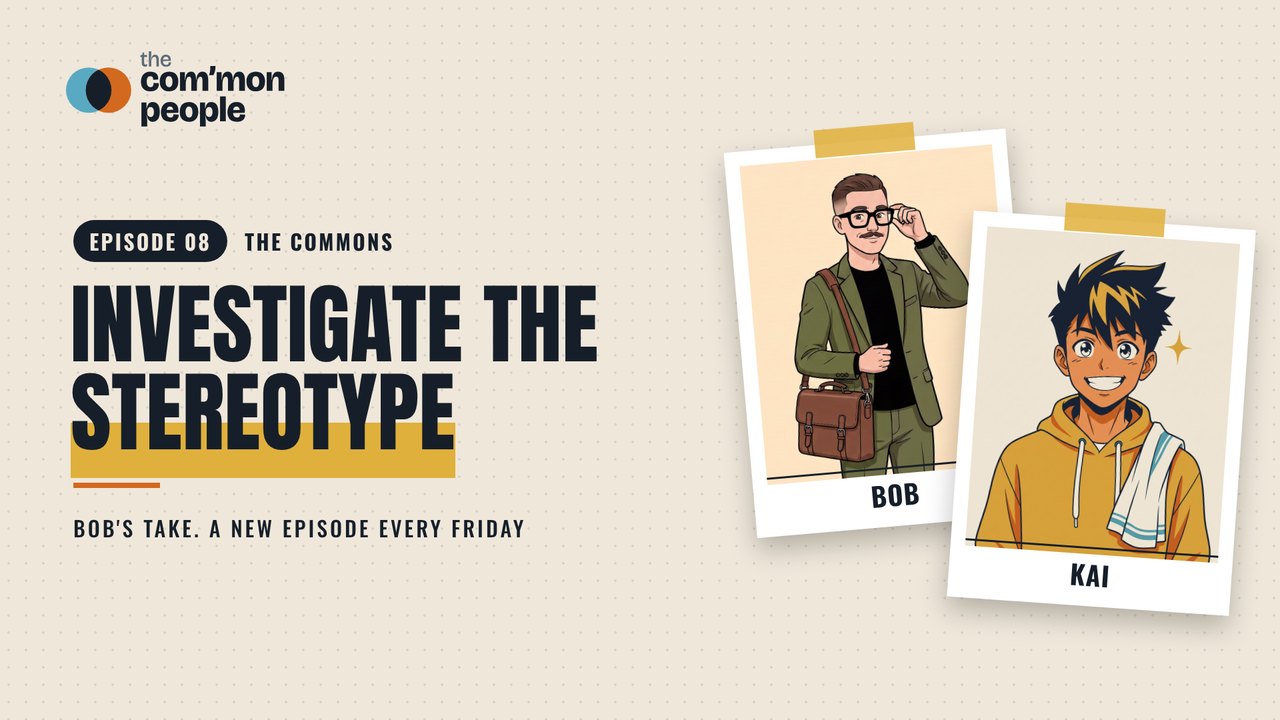 the
com'mon
people
EPISODE 08 THE COMMONS
INVESTIGATE THE
STEREOTYPE
BOB'S TAKE. A NEW EPISODE EVERY FRIDAY
BOB
KAI